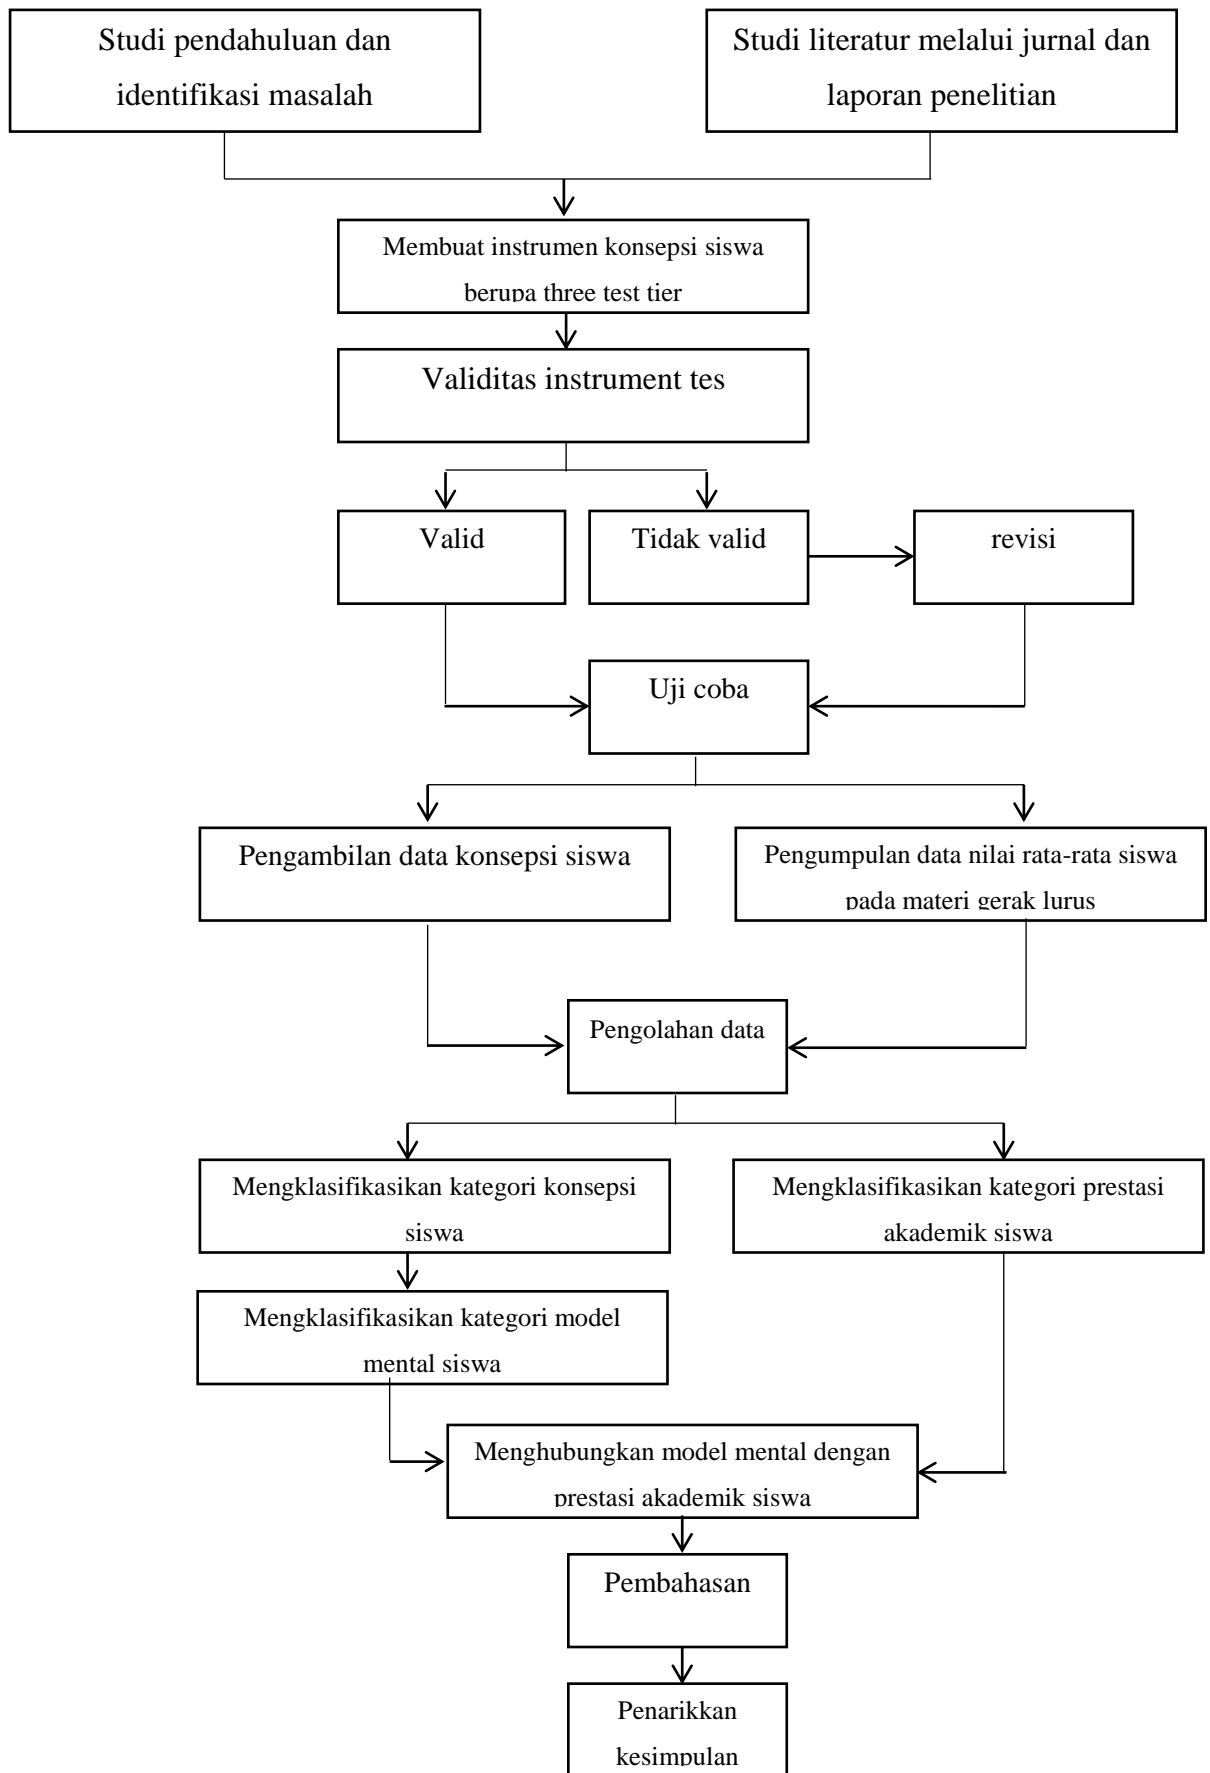 Studi pendahuluan dan
identifikasi masalah
Studi literatur melalui jurnal dan
laporan penelitian
Membuat instrumen konsepsi siswa
berupa three test tier
Validitas instrument tes
Valid
Tidak valid
revisi
Uji coba
Pengambilan data konsepsi siswa
Pengumpulan data nilai rata-rata siswa
pada materi gerak lurus
Pengolahan data
Mengklasifikasikan kategori konsepsi
siswa
Mengklasifikasikan kategori prestasi
akademik siswa
Mengklasifikasikan kategori model
mental siswa
Menghubungkan model mental dengan
prestasi akademik siswa
Pembahasan
Penarikkan
kesimpulan